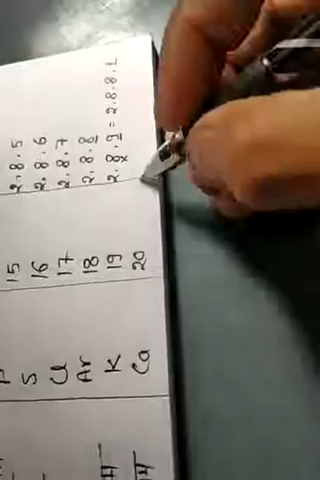 P 15 2.8.5
S 16 2.8.6
Cl 17 2.8.7
Ar 18 2.8.8
K 19 2.8.9 = 2.8.8.1
Ca 20